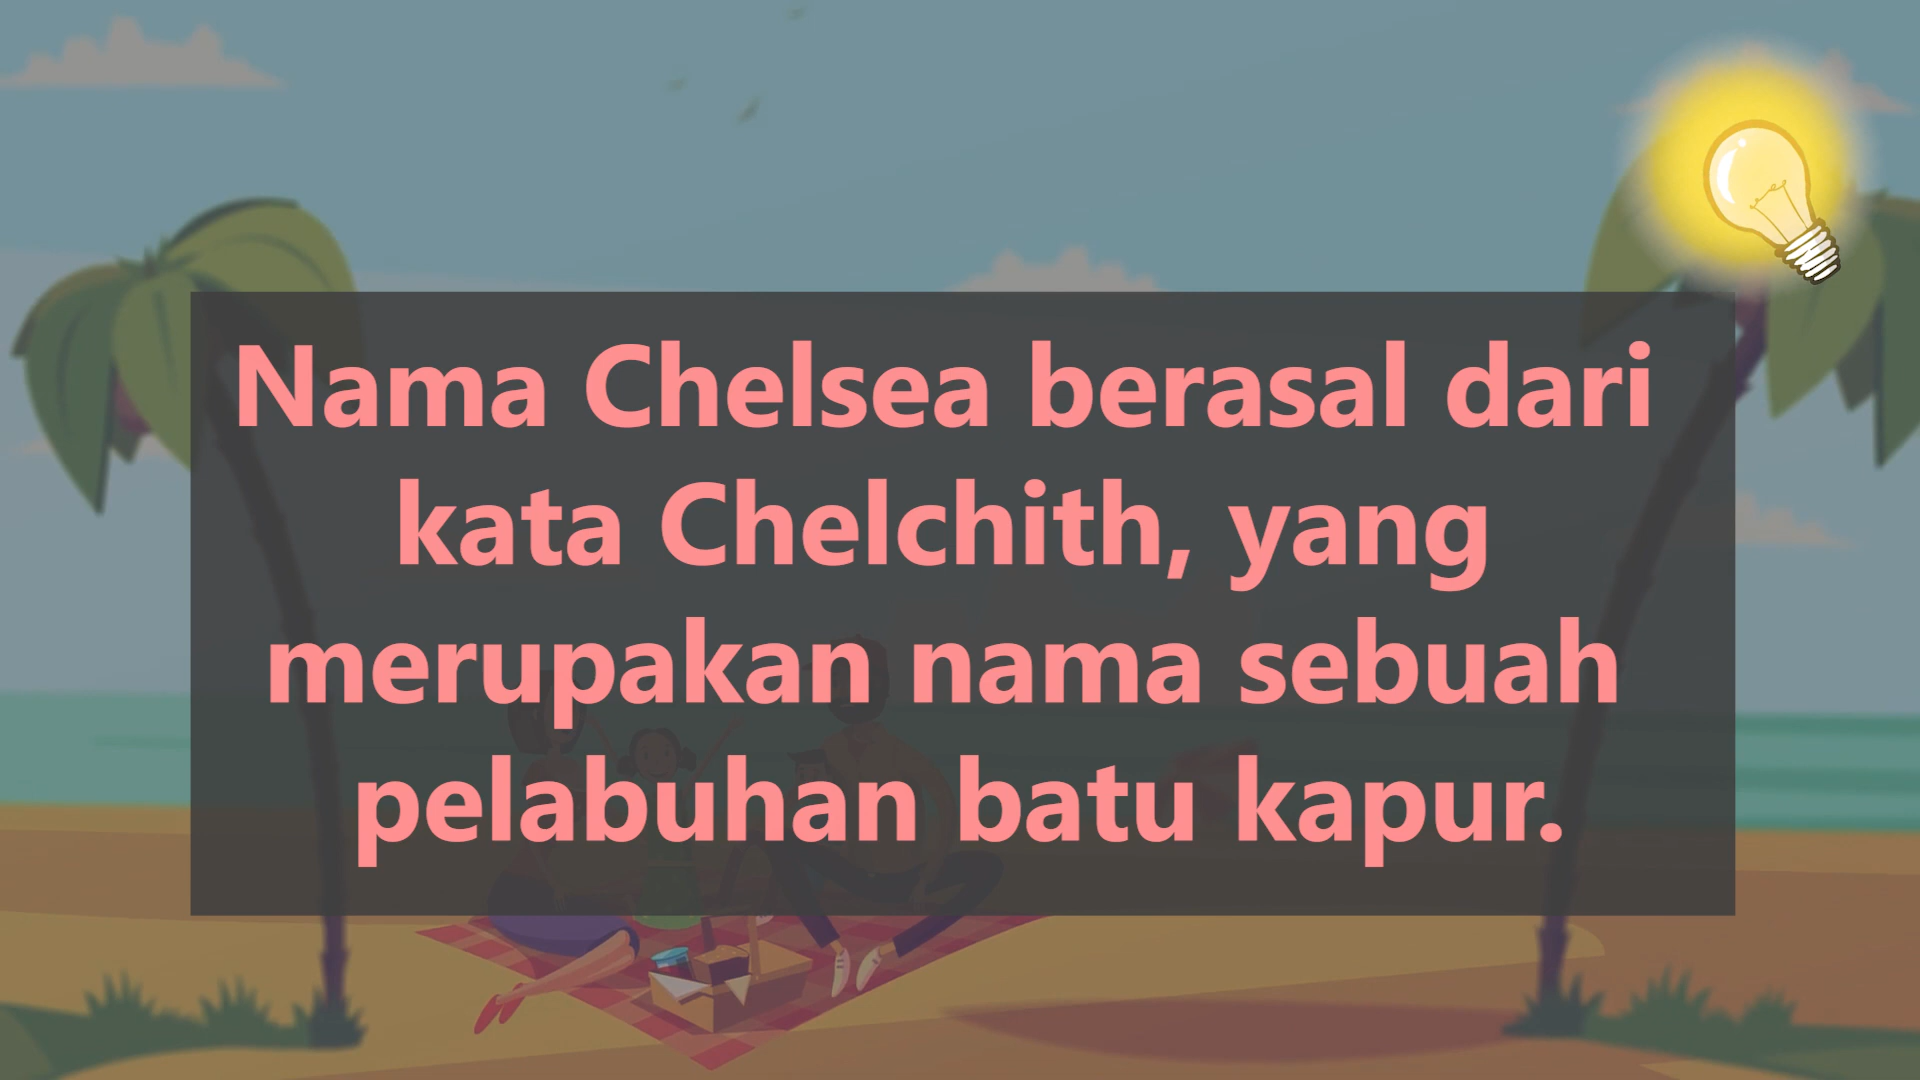 Nama Chelsea berasal dari
kata Chelchith, yang
merupakan nama sebuah
pelabuhan batu kapur.